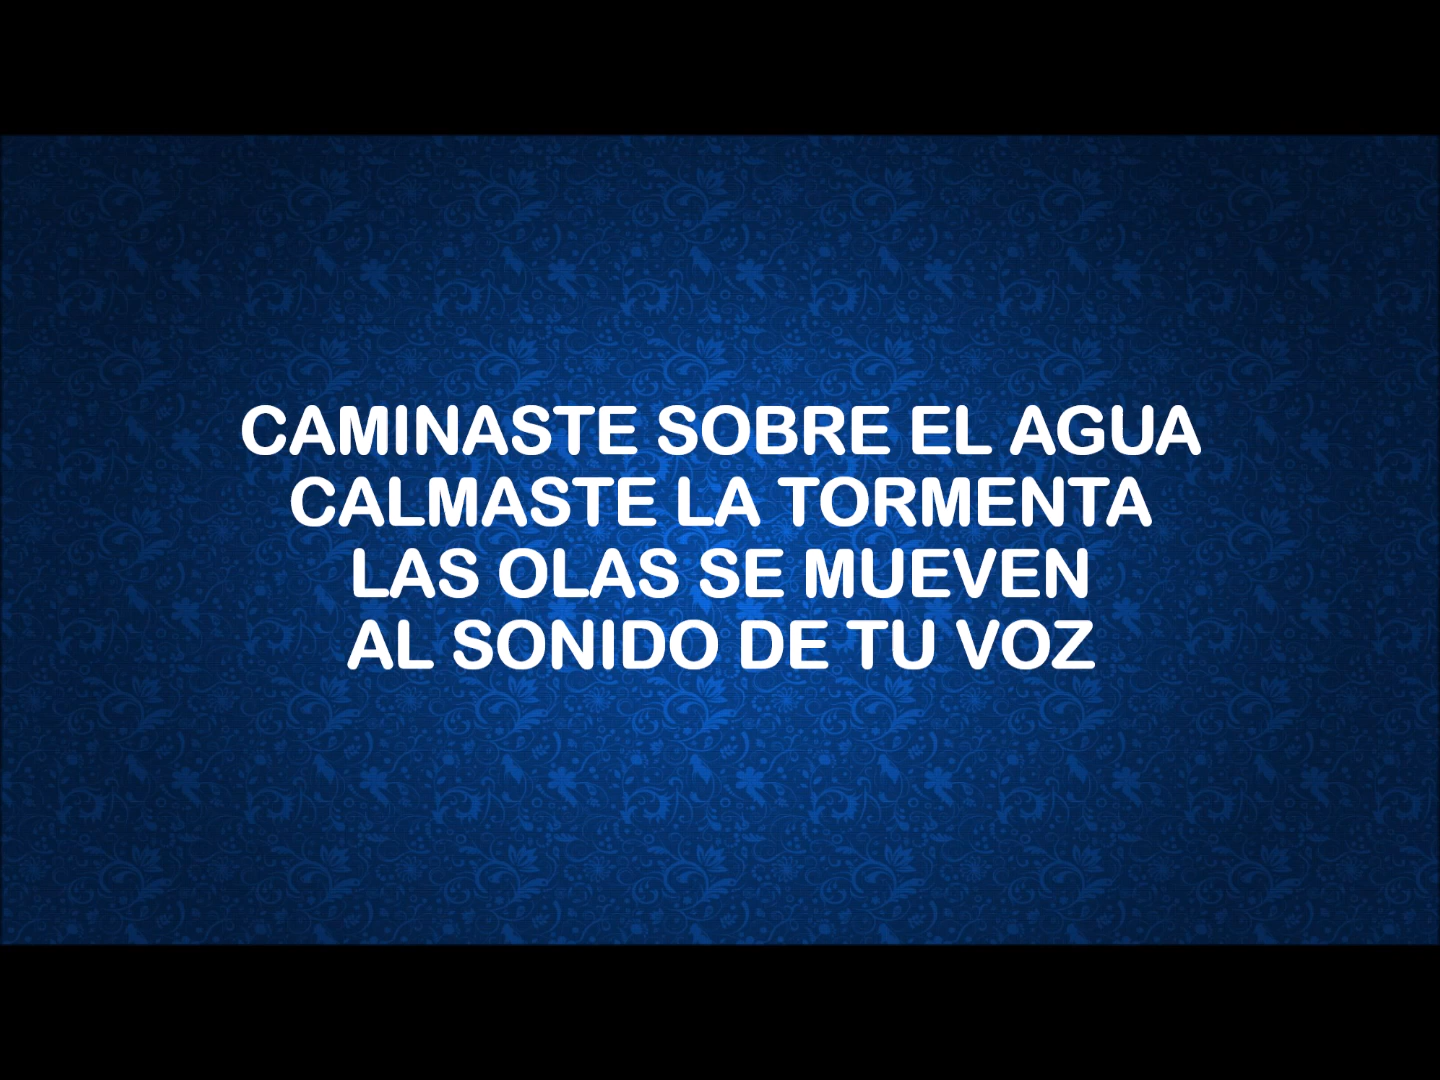 CAMINASTE SOBRE EL AGUA
CALMASTE LA TORMENTA
LAS OLAS SE MUEVEN
AL SONIDO DE TU VOZ